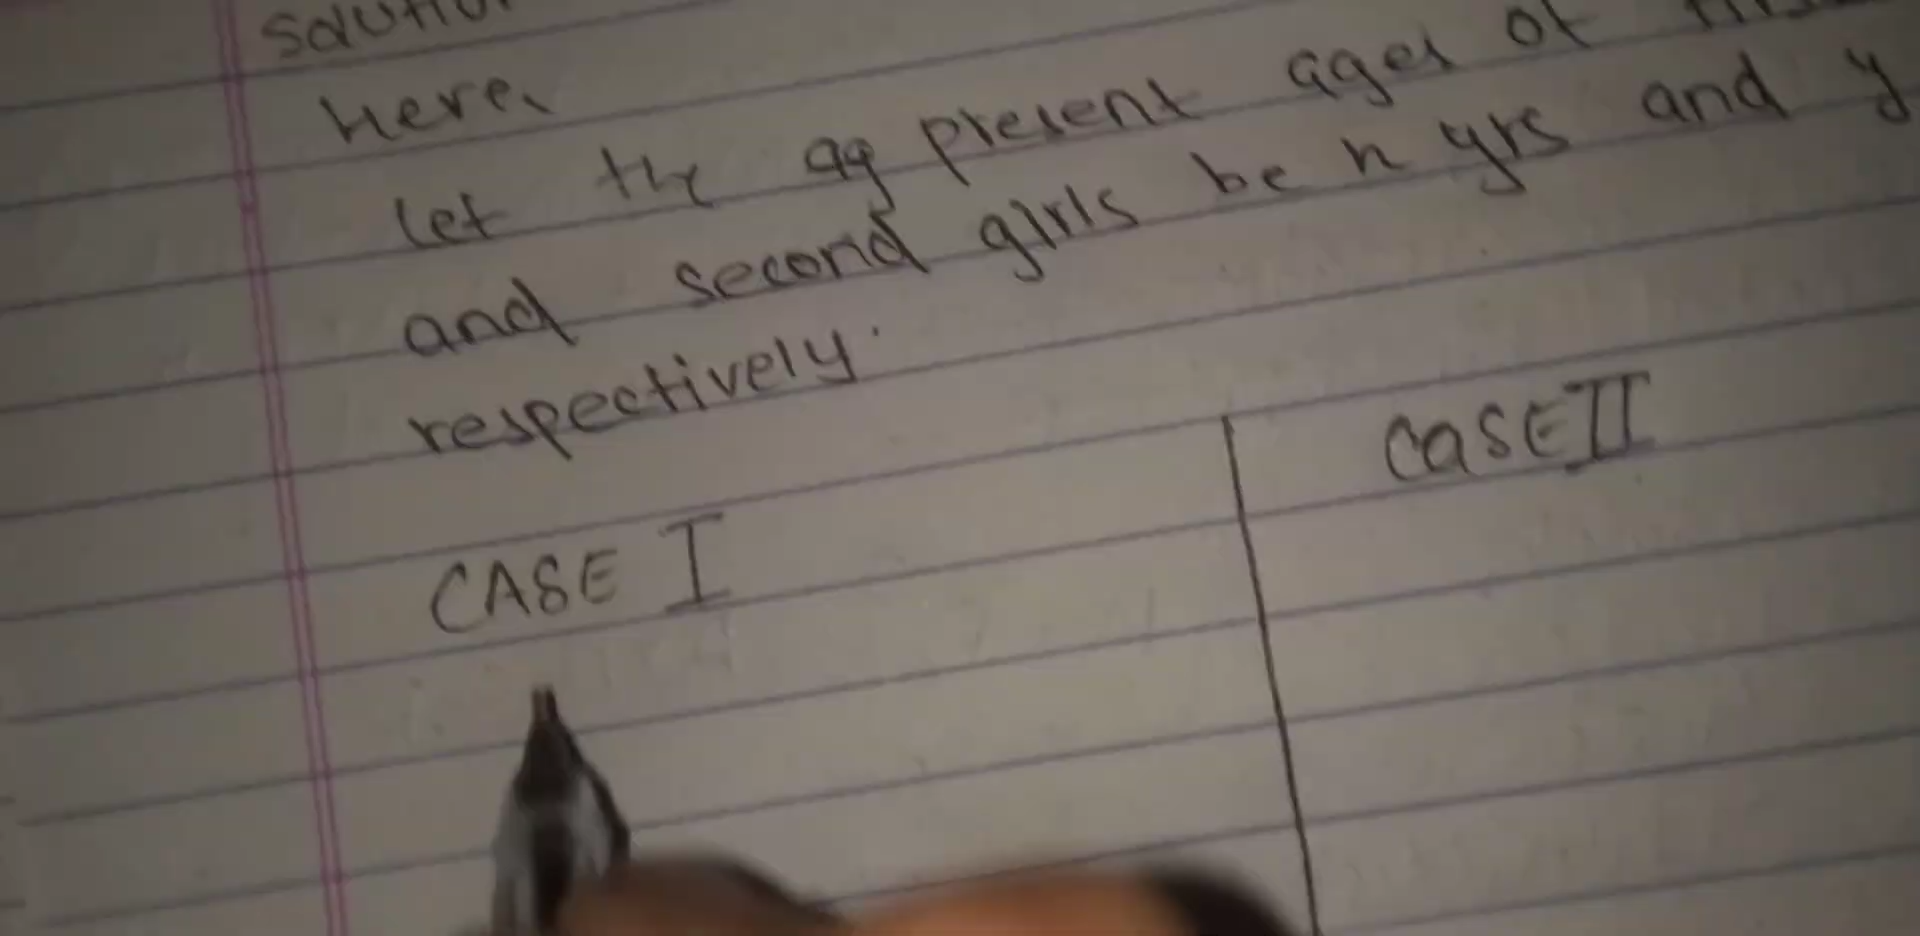 here,
let the ag present ages of
and second girls be x yrs and y
respectively.
CASE I
CASE II